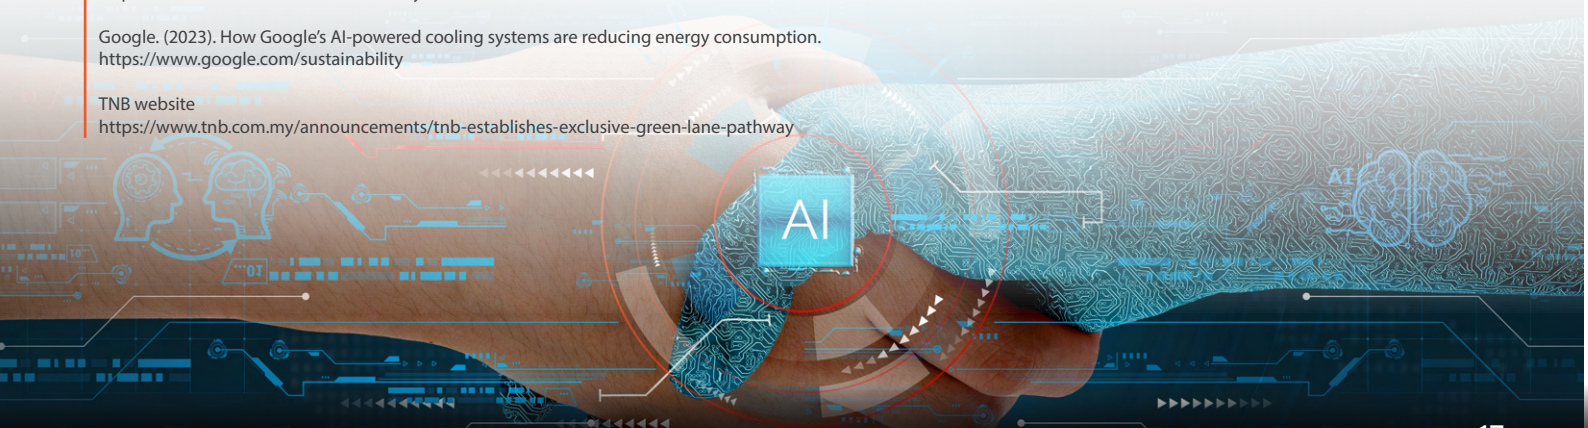 Google. (2023). How Google’s AI-powered cooling systems are reducing energy consumption.
https://www.google.com/sustainability
TNB website
https://www.tnb.com.my/announcements/tnb-establishes-exclusive-green-lane-pathway
AI
AI